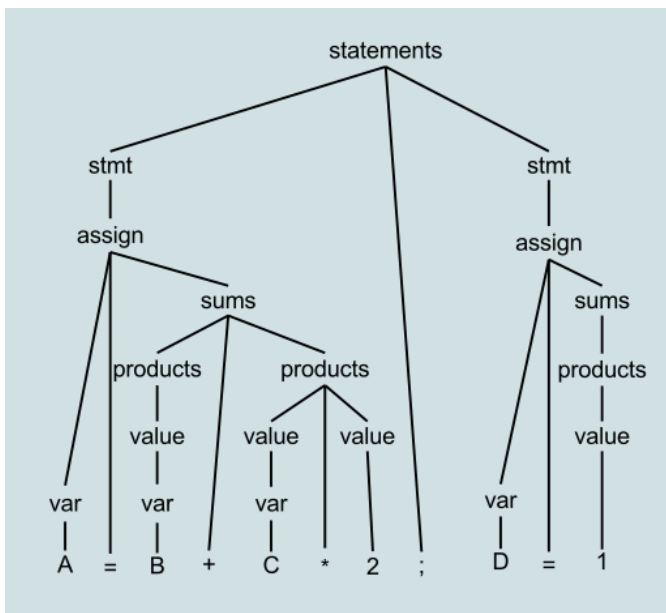 statements
stmt stmt
assign assign
sums sums
products products products
value value value value
var var var var
A = B + C * 2 ; D = 1